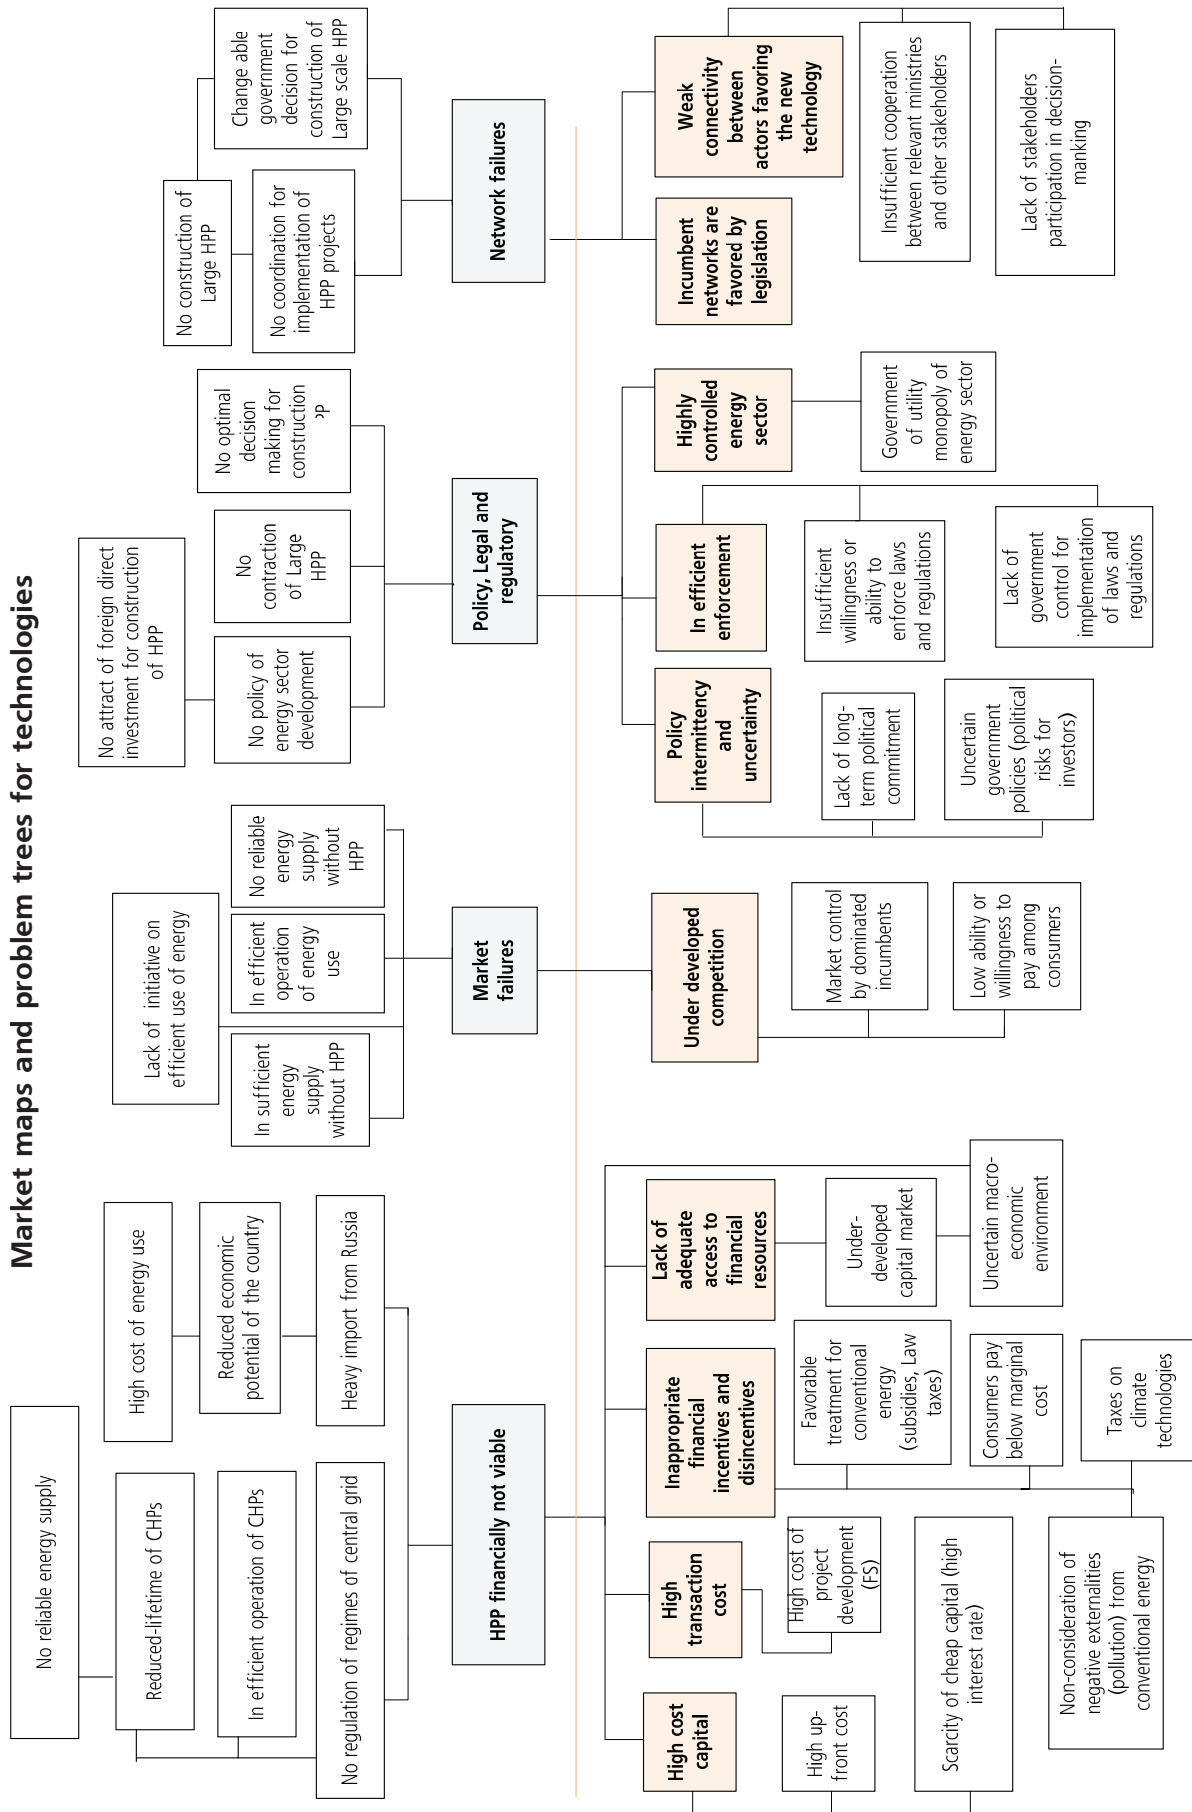 Market maps and problem trees for technologies
No reliable energy supply
Reduced-lifetime of CHPs
In efficient operation of CHPs
No regulation of regimes of central grid
High cost of energy use
Reduced economic
potential of the country
Heavy import from Russia
Lack of initiative on
efficient use of energy
In sufficient
energy
supply
without HPP
In efficient
operation
of energy
use
No reliable
energy
supply
without
HPP
No attract of foreign direct
investment for construction
of HPP
No policy of
energy sector
development
No
contraction
of Large
HPP
No optimal
decision
making for
construction
PP
No construction of
Large HPP
No coordination for
implementation of
HPP projects
Change able
government
decision for
construction of
Large scale HPP
HPP financially not viable
Market
failures
Policy, Legal and
regulatory
Network failures
High cost
capital
High up-
front cost
Scarcity of cheap capital (high
interest rate)
High
transaction
cost
High cost of
project
development
(FS)
Inappropriate
financial
incentives and
disincentives
Favorable
treatment for
conventional
energy
(subsidies, Law
taxes)
Consumers pay
below marginal
cost
Taxes on
climate
technologies
Non-consideration of
negative externalities
(pollution) from
conventional energy
Lack of
adequate
access to
financial
resources
Under-
developed
capital market
Uncertain macro-
economic
environment
Under developed
competition
Market control
by dominated
incumbents
Low ability or
willingness to
pay among
consumers
Policy
intermittency
and
uncertainty
Lack of long-
term political
commitment
Uncertain
government
policies (political
risks for
investors)
In efficient
enforcement
Insufficient
willingness or
ability to
enforce laws
and regulations
Lack of
government
control for
implementation
of laws and
regulations
Highly
controlled
energy
sector
Government
of utility
monopoly of
energy sector
Incumbent
networks are
favored by
legislation
Weak
connectivity
between
actors favoring
the new
technology
Insufficient cooperation
between relevant ministries
and other stakeholders
Lack of stakeholders
participation in decision-
manking